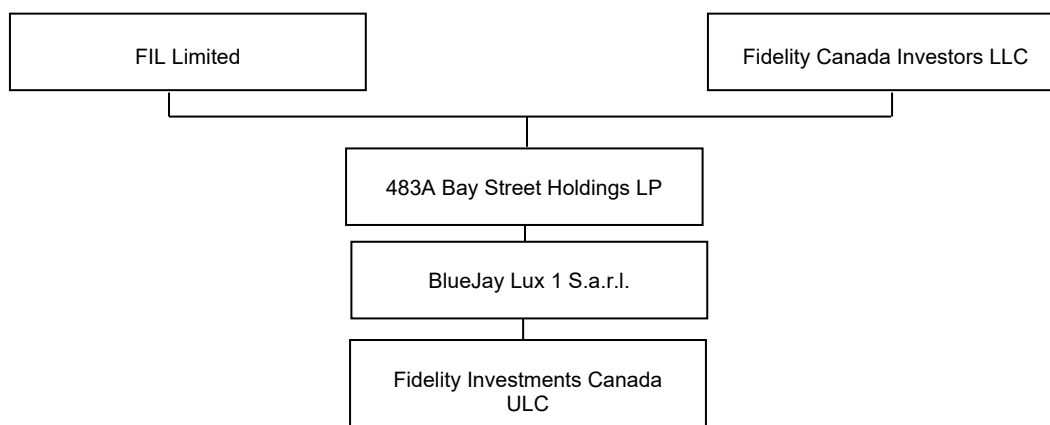 FIL Limited
Fidelity Canada Investors LLC
483A Bay Street Holdings LP
BlueJay Lux 1 S.a.r.l.
Fidelity Investments Canada
ULC